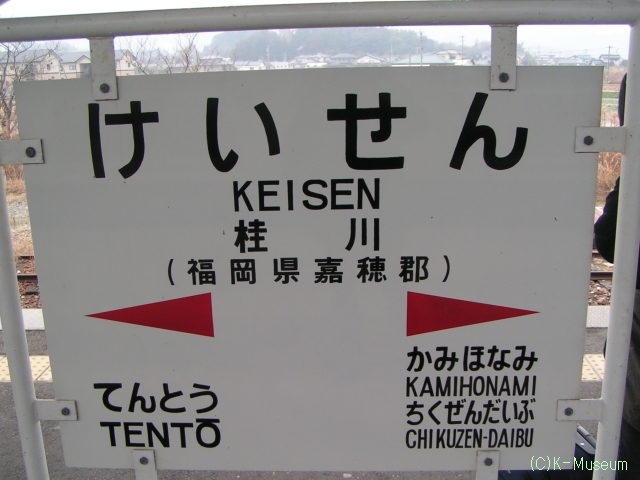 けいせん
KEISEN
桂川
(福岡県嘉穂郡)
てんとう
TENTŌ
かみほなみ
KAMIHONAMI
ちくぜんだいぶ
CHIKUZEN-DAIBU
(C)K-Museum